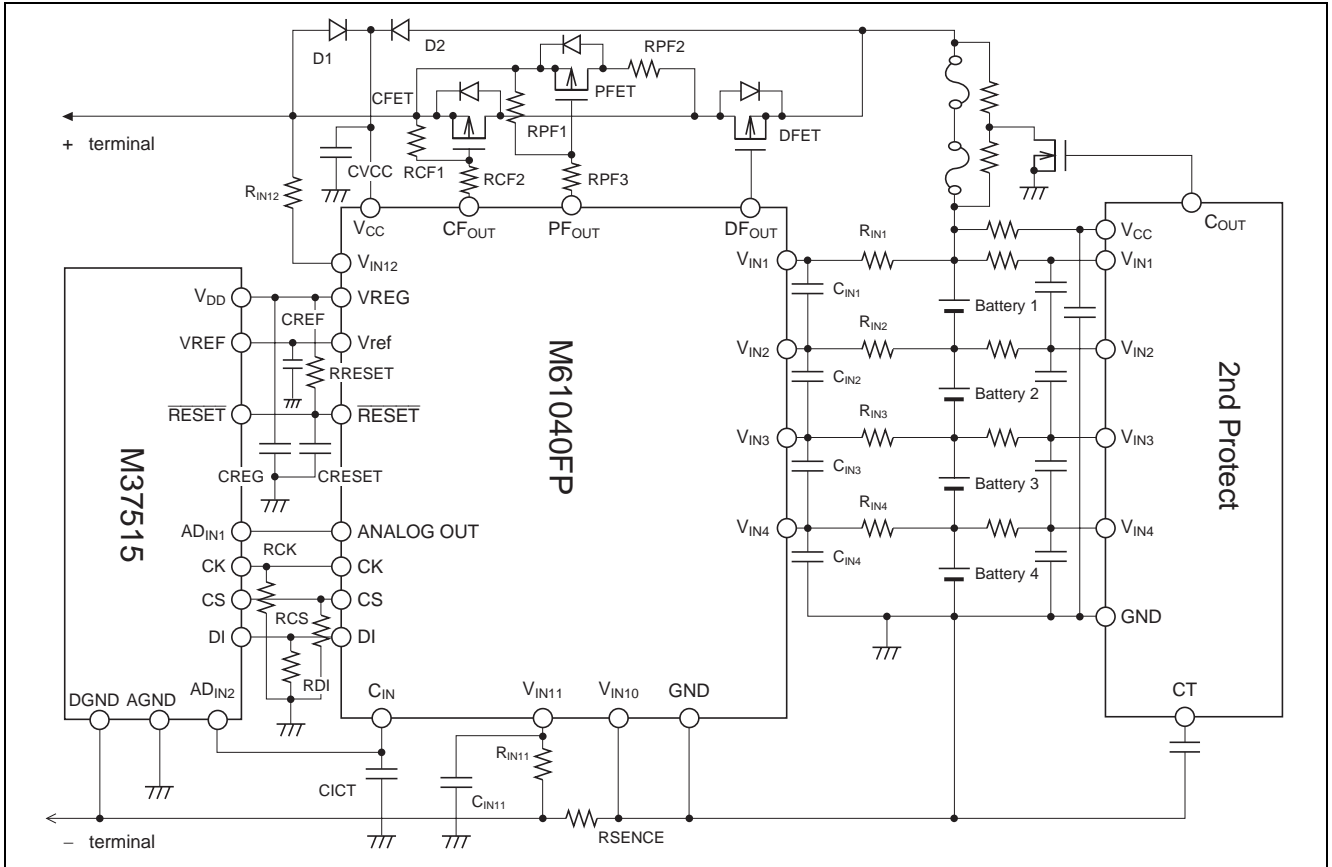 D1
D2
RPF2
PFET
CFET
DFET
RPF1
+ terminal
CVCC
RCF1
RCF2
RPF3
RIN12
VCC
CFOUT
PFOUT
DFOUT
COUT
VIN12
VIN1
RIN1
VCC
VIN1
VDD
VREG
CREF
CIN1
Battery 1
VREF
Vref
RRESET
VIN2
RIN2
VIN2
CIN2
Battery 2
RESET
RESET
VIN3
RIN3
VIN3
CREG
CRESET
CIN3
Battery 3
M37515
M61040FP
2nd Protect
ADIN1
ANALOG OUT
VIN4
RIN4
VIN4
RCK
CK
CK
CIN4
Battery 4
CS
CS
RCS
DI
DI
GND
RDI
DGND
AGND
ADIN2
CIN
VIN11
VIN10
GND
CT
RIN11
CICT
CIN11
RSENCE
− terminal